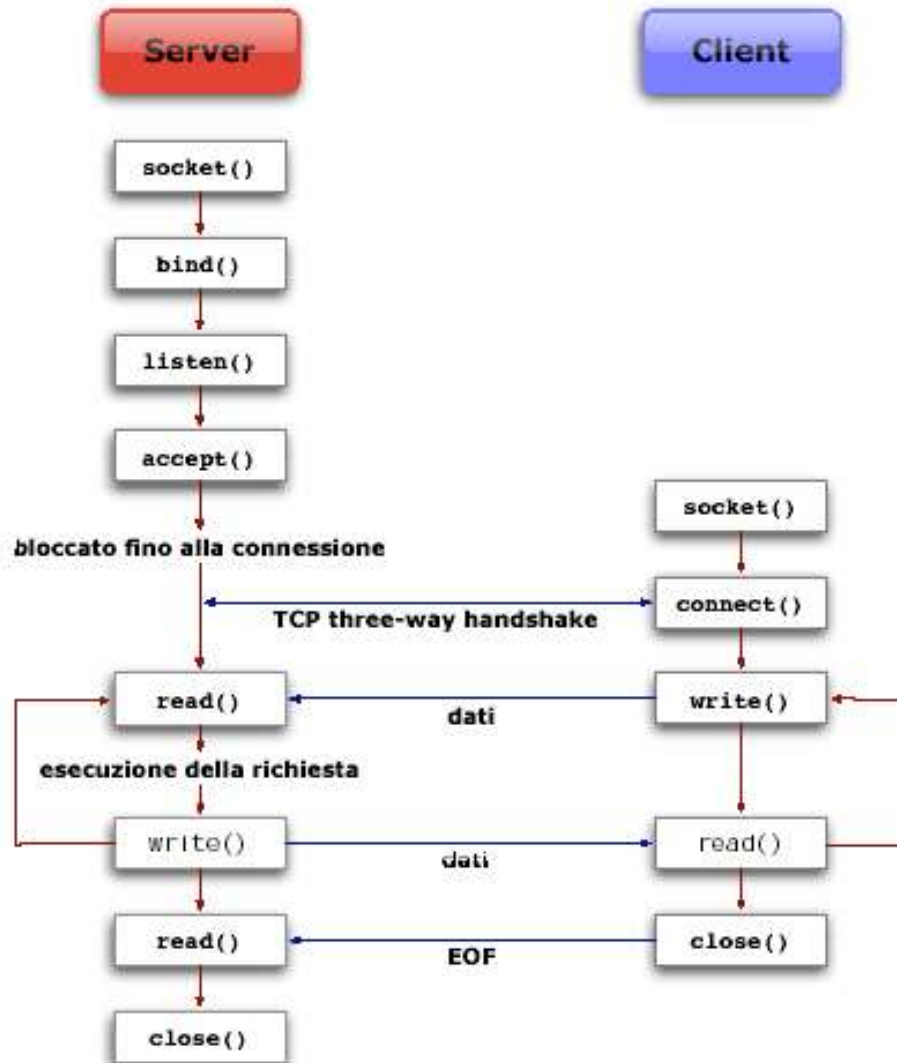 Server
Client
socket()
bind()
listen()
accept()
socket()
bloccato fino alla connessione
connect()
TCP three-way handshake
read()
write()
dati
esecuzione della richiesta
write()
read()
dati
read()
close()
EOF
close()